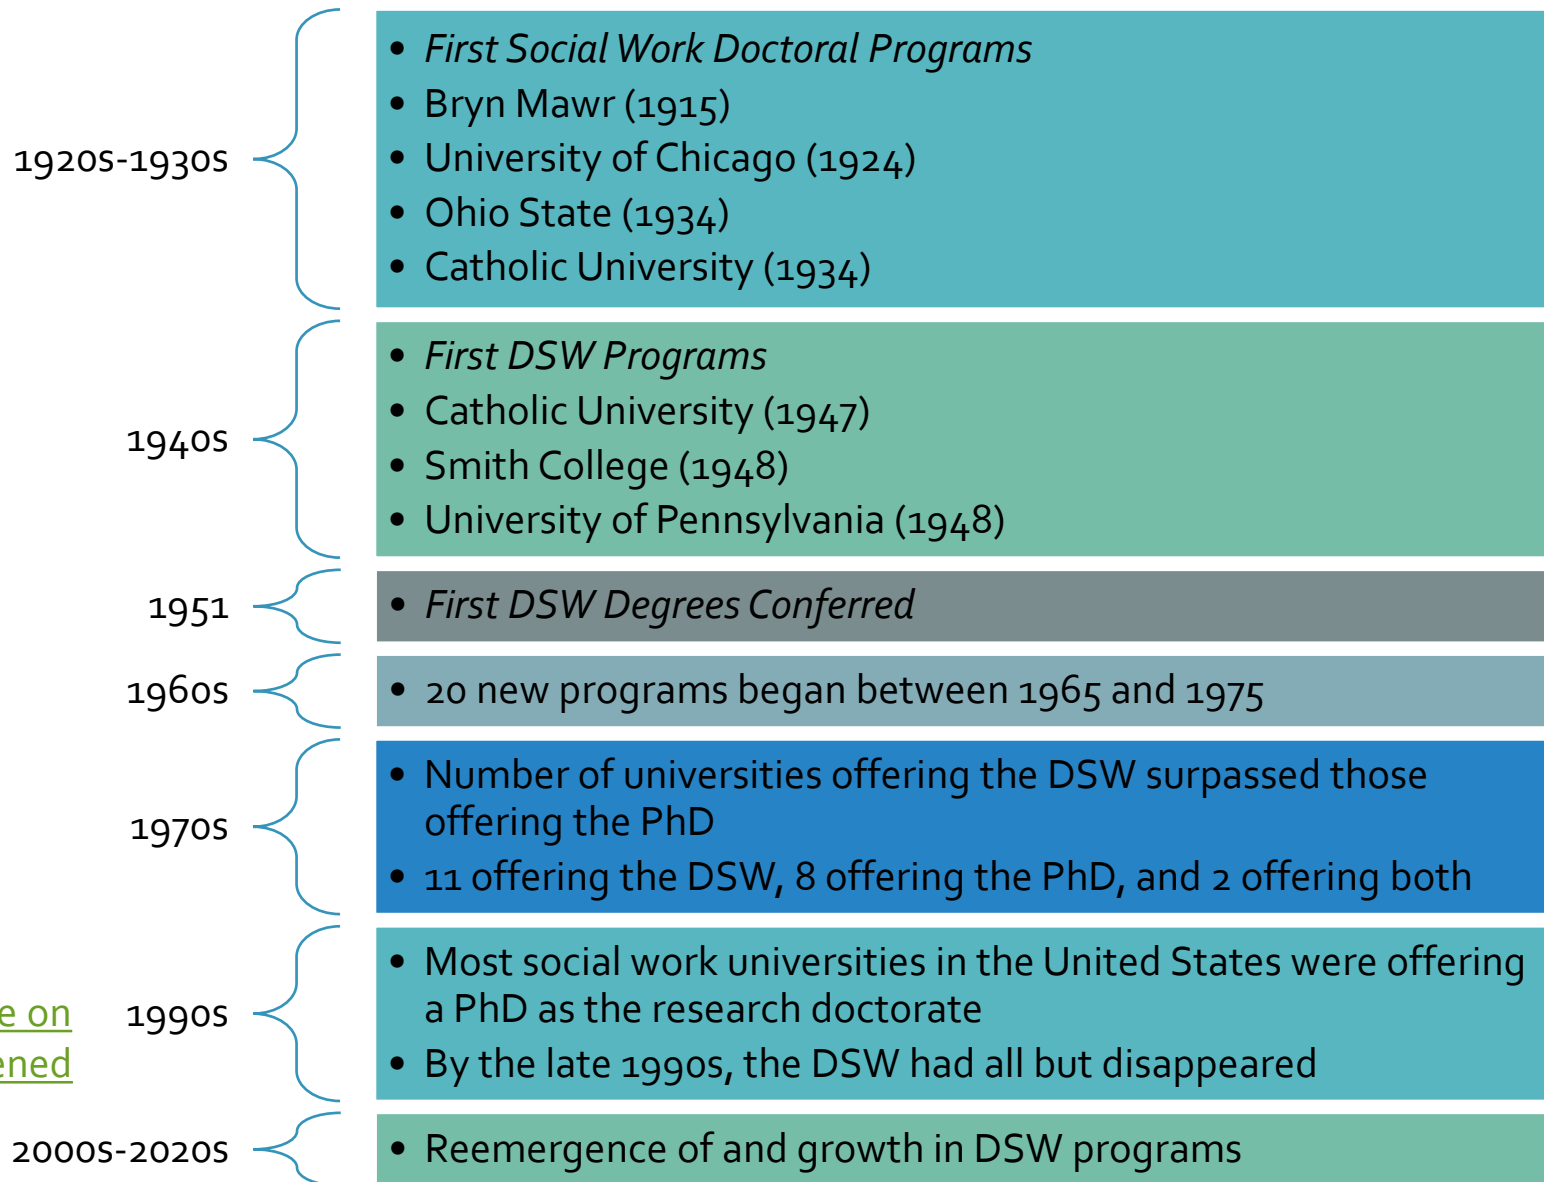 1920s-1930s
• First Social Work Doctoral Programs
• Bryn Mawr (1915)
• University of Chicago (1924)
• Ohio State (1934)
• Catholic University (1934)
1940s
• First DSW Programs
• Catholic University (1947)
• Smith College (1948)
• University of Pennsylvania (1948)
1951
• First DSW Degrees Conferred
1960s
• 20 new programs began between 1965 and 1975
1970s
• Number of universities offering the DSW surpassed those
offering the PhD
• 11 offering the DSW, 8 offering the PhD, and 2 offering both
e on
ened
1990s
• Most social work universities in the United States were offering
a PhD as the research doctorate
• By the late 1990s, the DSW had all but disappeared
2000s-2020s
• Reemergence of and growth in DSW programs